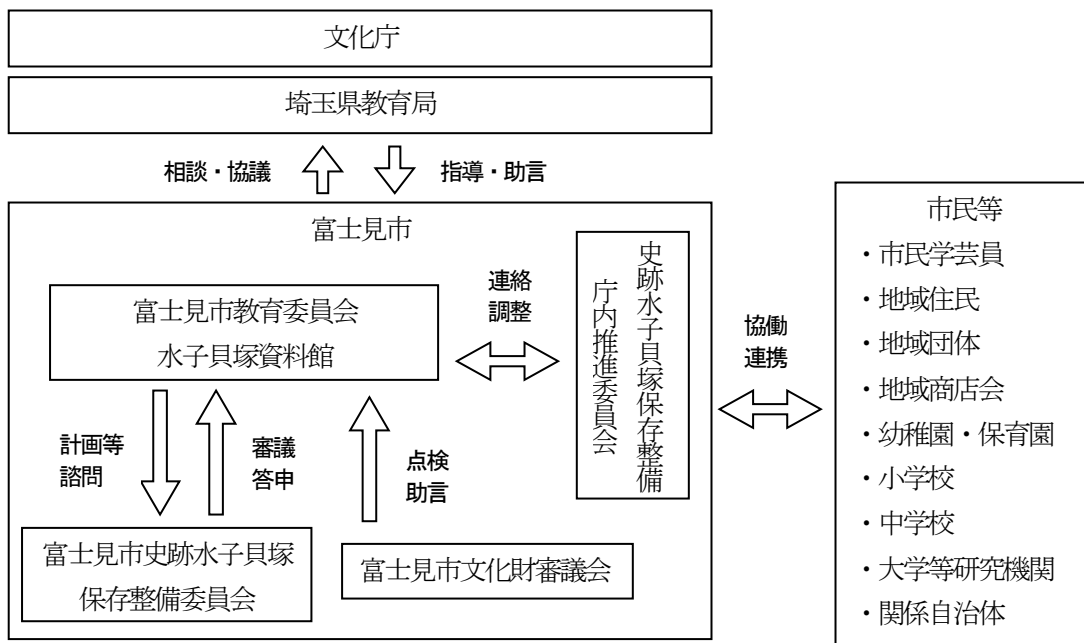 文化庁
埼玉県教育局
相談・協議
指導・助言
富士見市
富士見市教育委員会
水子貝塚資料館
連絡
調整
史跡水子貝塚保存整備
庁内推進委員会
計画等
諮問
審議
答申
点検
助言
富士見市史跡水子貝塚
保存整備委員会
富士見市文化財審議会
協働
連携
市民等
・市民学芸員
・地域住民
・地域団体
・地域商店会
・幼稚園・保育園
・小学校
・中学校
・大学等研究機関
・関係自治体